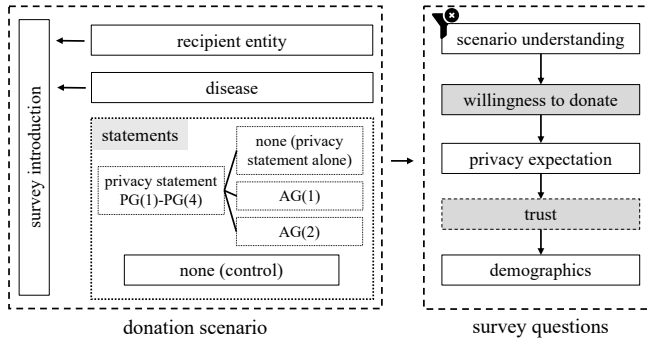 survey introduction
recipient entity
disease
statements
privacy statement
PG(1)-PG(4)
none (privacy
statement alone)
AG(1)
AG(2)
none (control)
donation scenario
scenario understanding
willingness to donate
privacy expectation
trust
demographics
survey questions